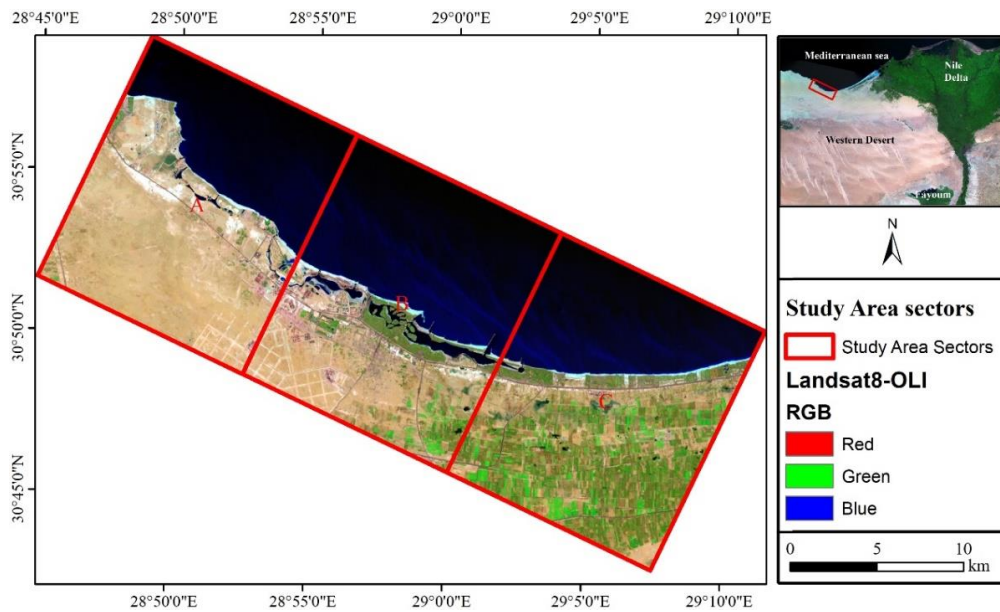 28°45'0"E 28°50'0"E 28°55'0"E 29°0'0"E 29°5'0"E 29°10'0"E
30°55'0"N
30°50'0"N
30°45'0"N
A
B
C
28°50'0"E 28°55'0"E 29°0'0"E 29°5'0"E 29°10'0"E
Mediterranean sea
Nile
Delta
Western Desert
Fayoum
N
Study Area sectors
Study Area Sectors
Landsat8-OLI
RGB
Red
Green
Blue
0 5 10
km